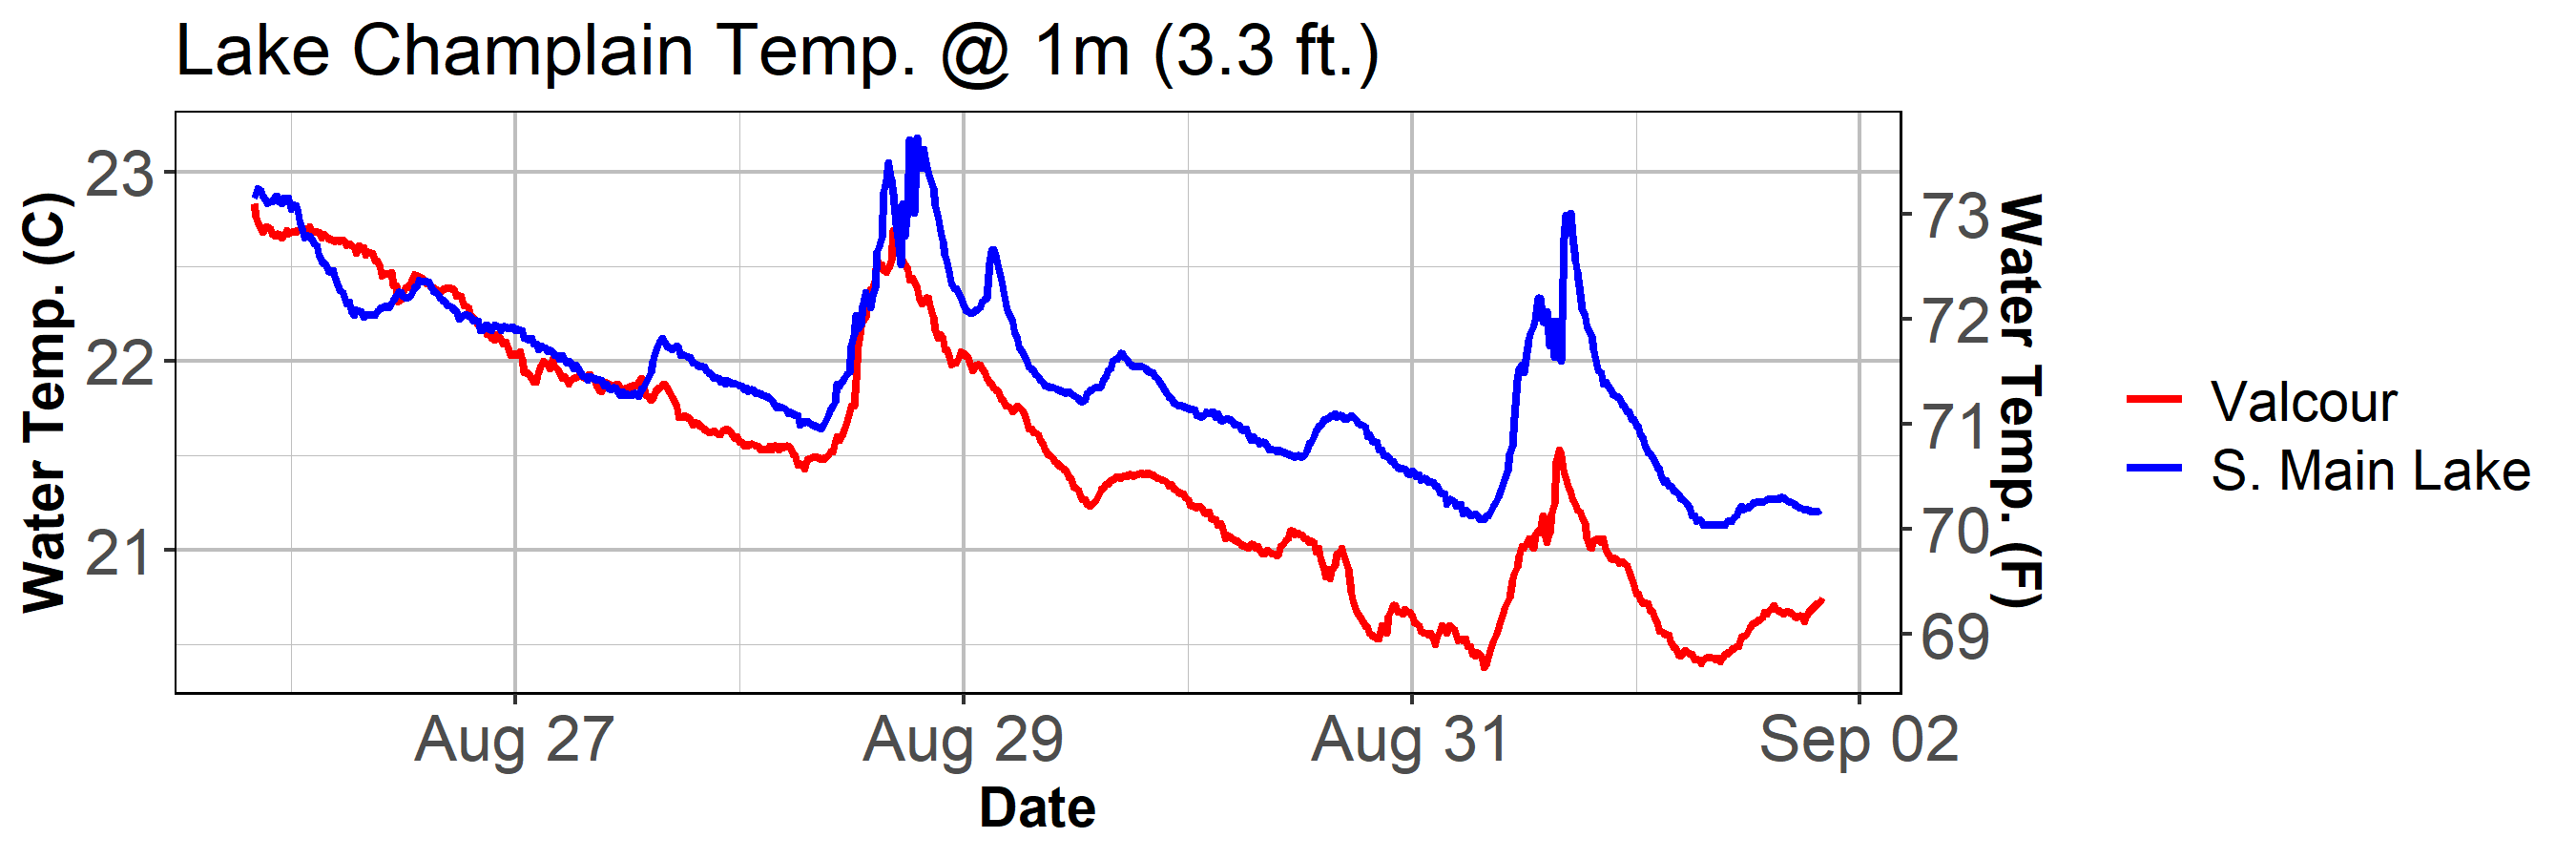 Lake Champlain Temp. @ 1m (3.3 ft.)
Water Temp. (C)
23
22
21
73
72
71
70
69
Water Temp. (F)
Valcour
S. Main Lake
Aug 27
Aug 29
Aug 31
Sep 02
Date